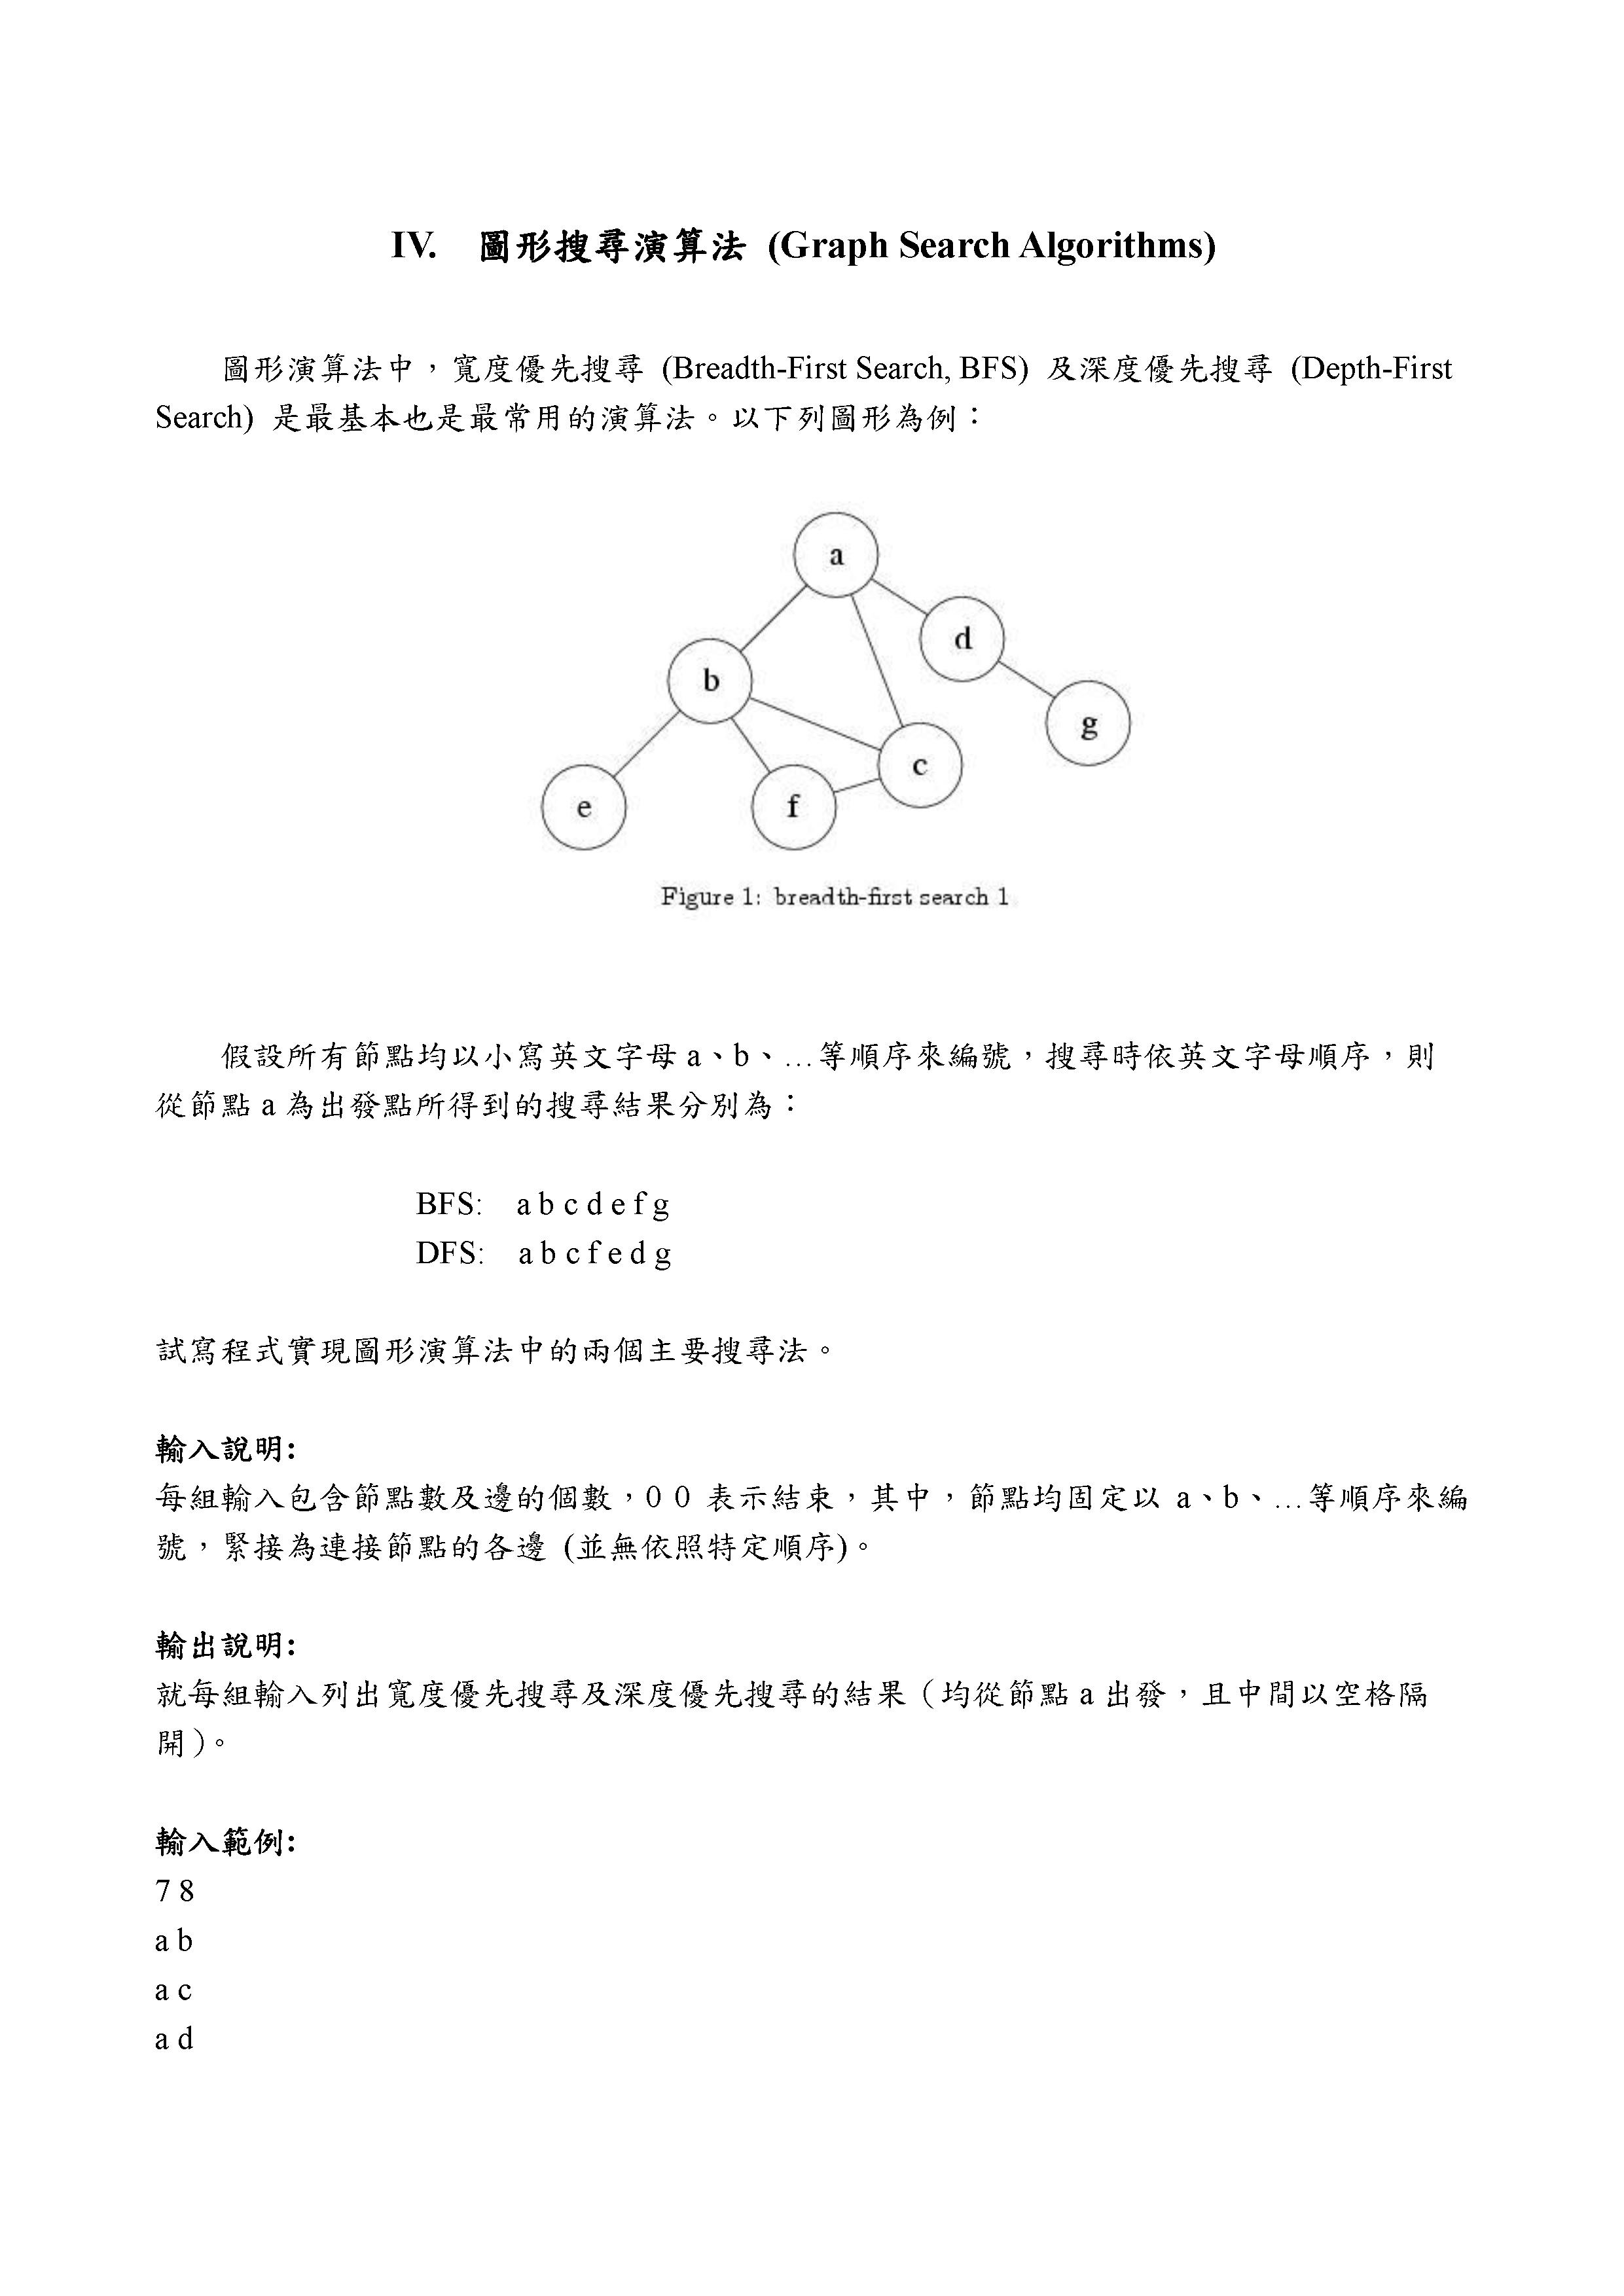 IV. 圖形搜尋演算法 (Graph Search Algorithms)
圖形演算法中，寬度優先搜尋 (Breadth-First Search, BFS) 及深度優先搜尋 (Depth-First
Search) 是最基本也是最常用的演算法。以下列圖形為例：
a
d
b
g
c
e
f
Figure 1: breadth-first search 1
假設所有節點均以小寫英文字母 a、b、…等順序來編號，搜尋時依英文字母順序，則
從節點 a 為出發點所得到的搜尋結果分別為：
BFS: a b c d e f g
DFS: a b c f e d g
試寫程式實現圖形演算法中的兩個主要搜尋法。
輸入說明:
每組輸入包含節點數及邊的個數，0 0 表示結束，其中，節點均固定以 a、b、…等順序來編
號，緊接為連接節點的各邊 (並無依照特定順序)。
輸出說明:
就每組輸入列出寬度優先搜尋及深度優先搜尋的結果（均從節點 a 出發，且中間以空格隔
開）。
輸入範例:
7 8
a b
a c
a d